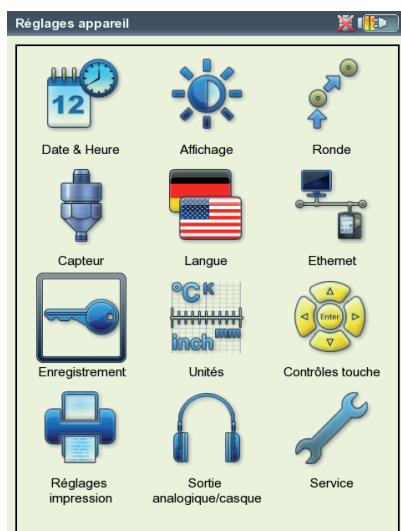 Réglages appareil
12
Date & Heure
Affichage
Ronde
Capteur
Langue
Ethernet
°C K
inch mm
Enter
Enregistrement
Unités
Contrôles touche
Réglages
impression
Sortie
analogique/casque
Service